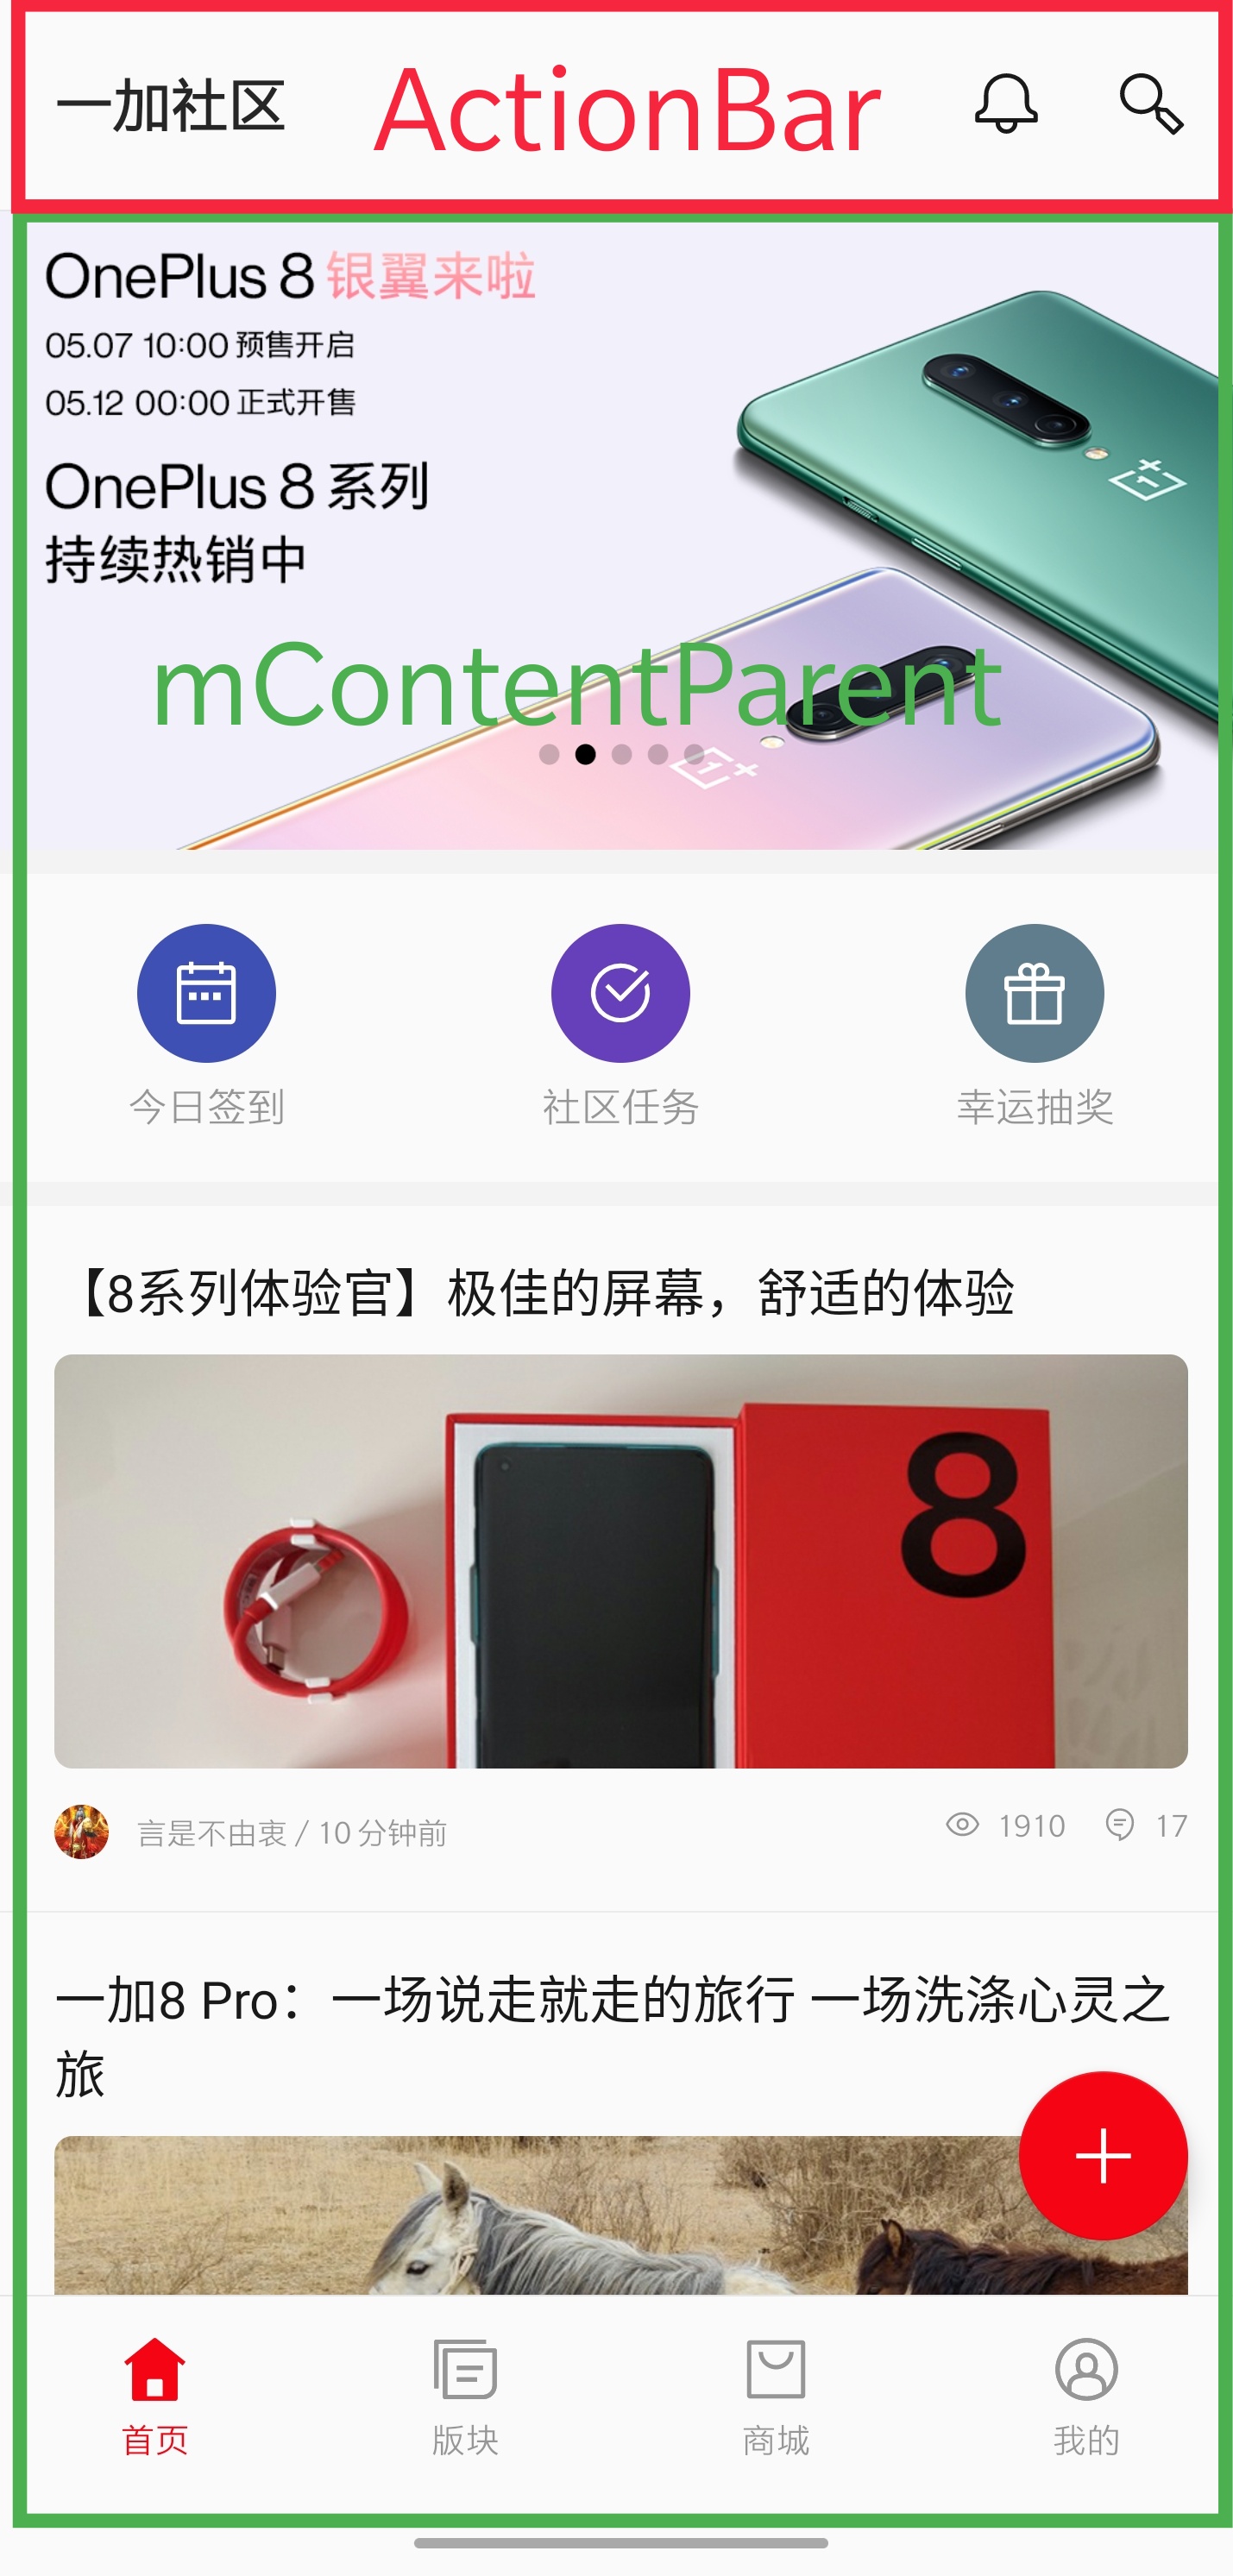 一加社区
ActionBar
OnePlus 8 银翼来啦
05.07 10:00 预售开启
05.12 00:00 正式开售
OnePlus 8 系列
持续热销中
mContentParent
今日签到
社区任务
幸运抽奖
【8系列体验官】极佳的屏幕，舒适的体验
8
言是不由衷 / 10 分钟前
1910
17
一加8 Pro：一场说走就走的旅行 一场洗涤心灵之
旅
首页
版块
商城
我的